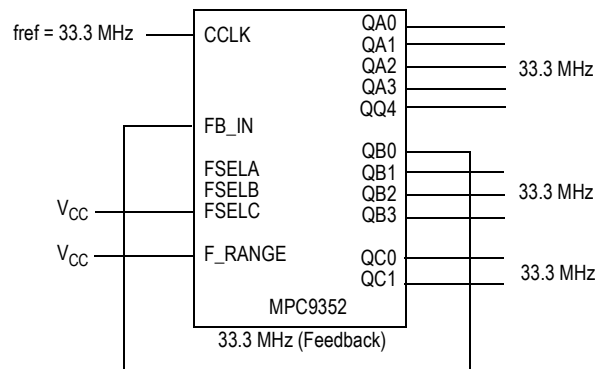 fref = 33.3 MHz
CCLK
FB_IN
FSELA
FSELB
VCC
FSELC
VCC
F_RANGE
QA0
QA1
QA2
QA3
QQ4
33.3 MHz
QB0
QB1
QB2
QB3
33.3 MHz
QC0
QC1
33.3 MHz
MPC9352
33.3 MHz (Feedback)